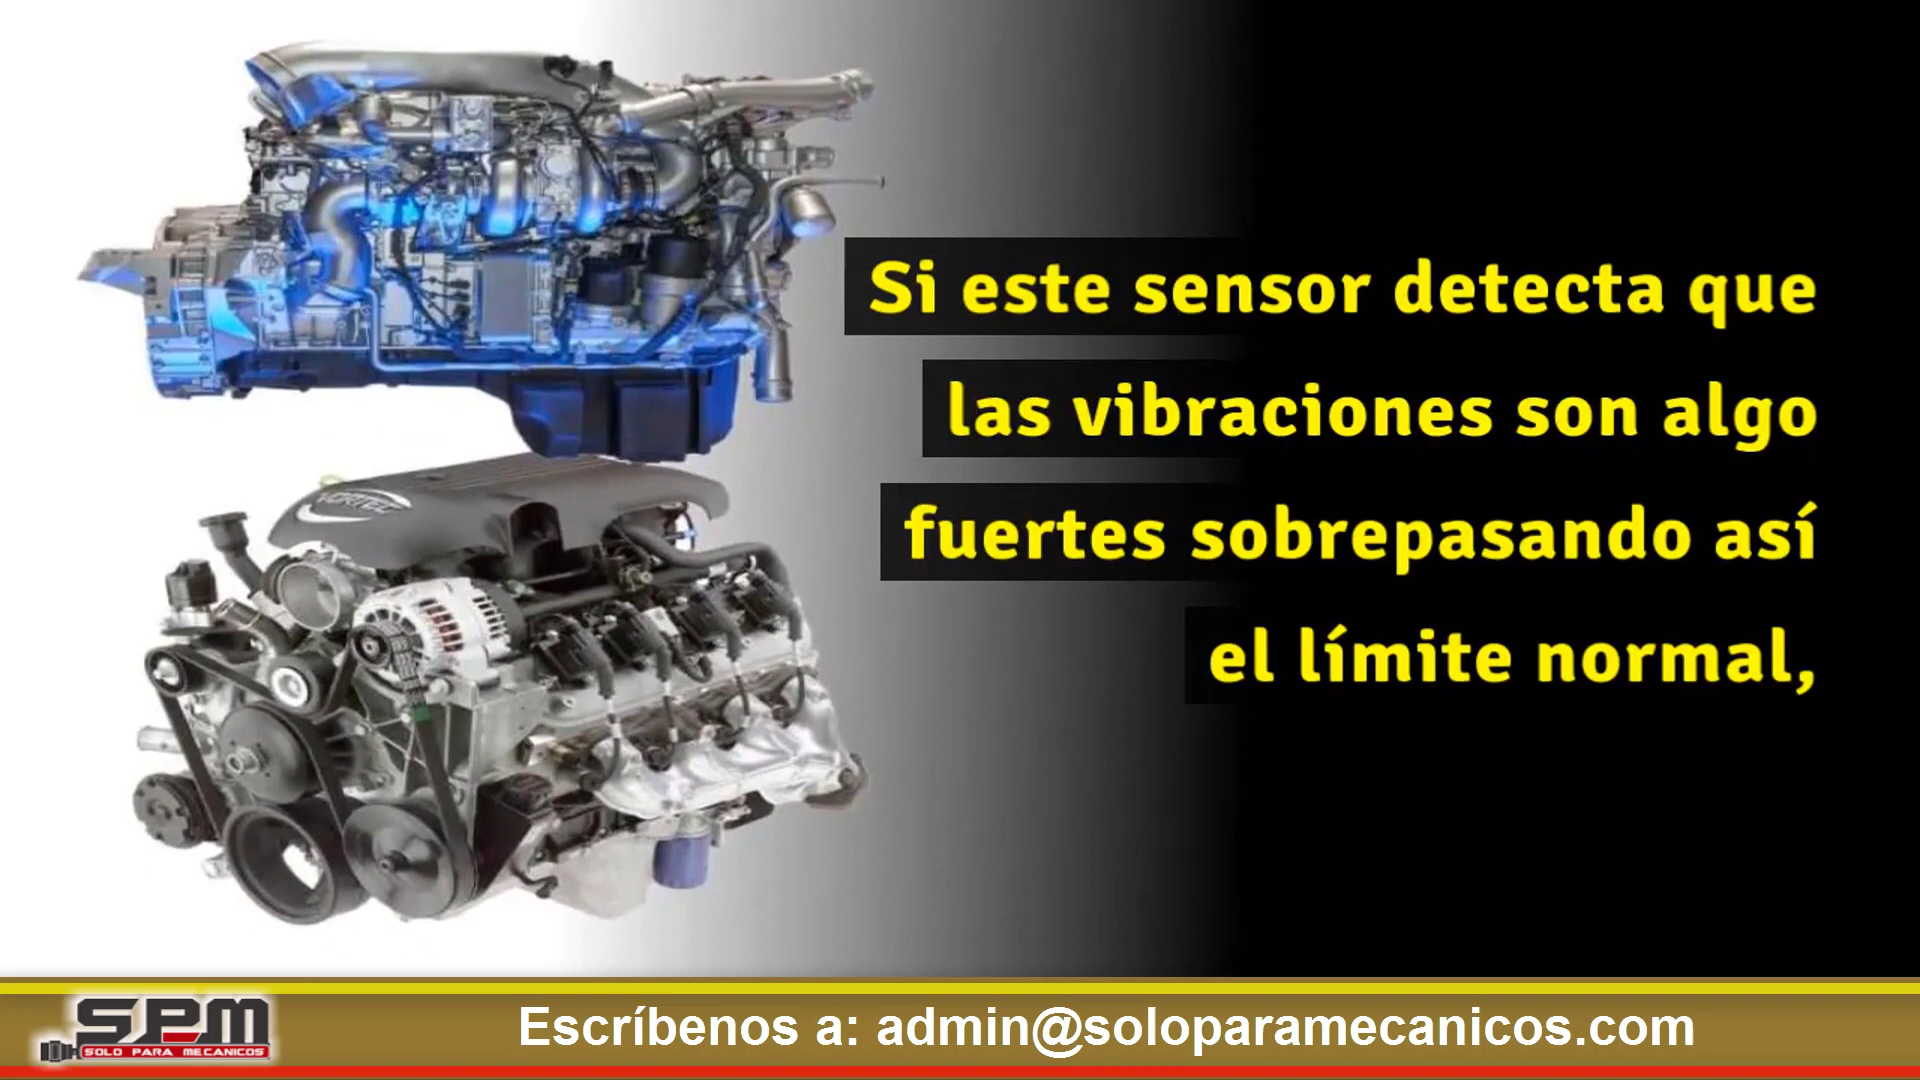 Si este sensor detecta que
las vibraciones son algo
fuertes sobrepasando así
el límite normal,
VORTEC
SPM
SOLO PARA MECANICOS
Escríbenos a: admin@soloparamecanicos.com